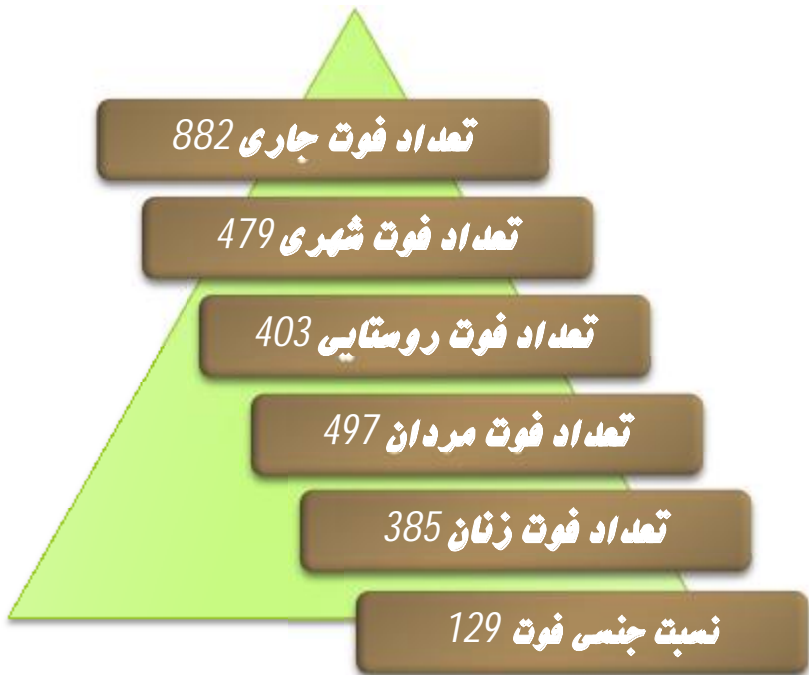 تعداد فوت جاری 882
تعداد فوت شهری 479
تعداد فوت روستایی 403
تعداد فوت مردان 497
تعداد فوت زنان 385
نسبت جنسی فوت 129